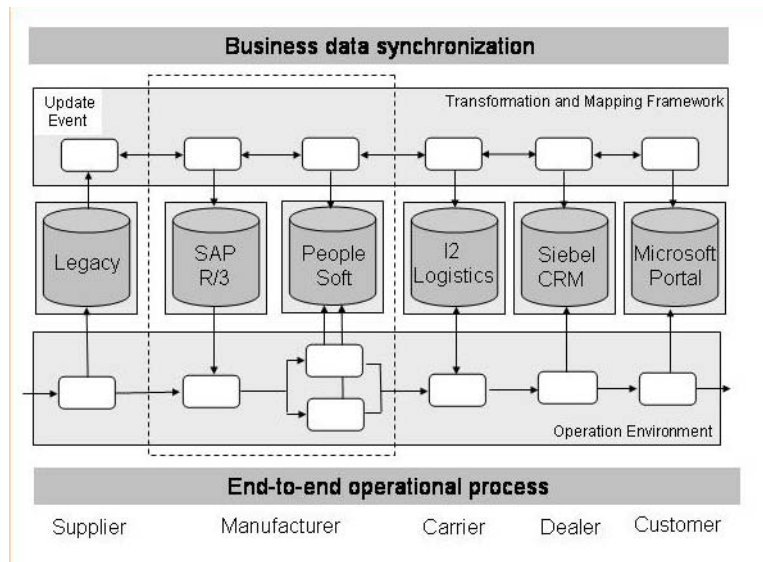 Business data synchronization
Update
Event
Transformation and Mapping Framework
Legacy
SAP
R/3
People
Soft
I2
Logistics
Siebel
CRM
Microsoft
Portal
Operation Environment
End-to-end operational process
Supplier
Manufacturer
Carrier
Dealer
Customer